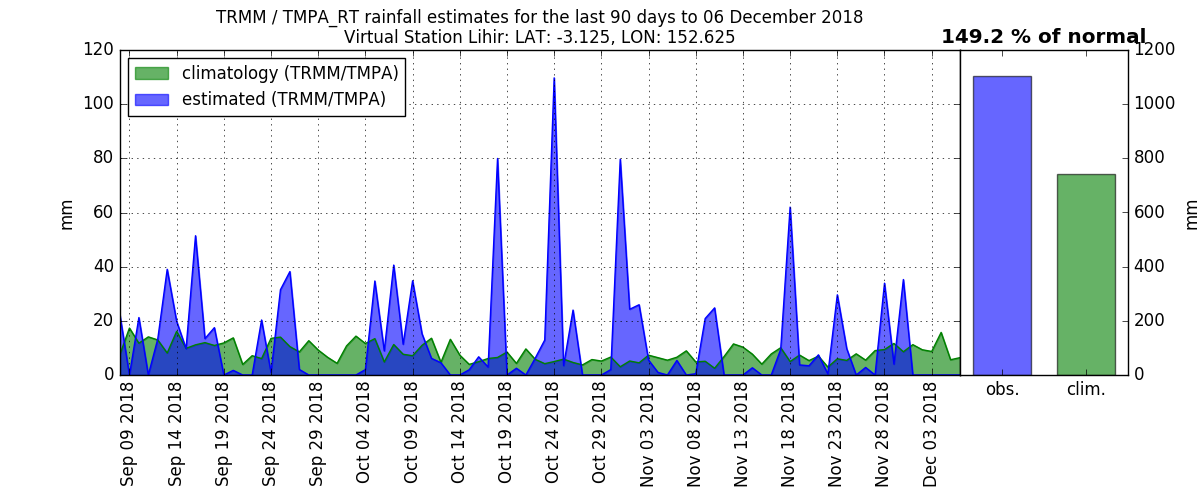 TRMM / TMPA_RT rainfall estimates for the last 90 days to 06 December 2018
Virtual Station Lihir: LAT: -3.125, LON: 152.625
149.2 % of normal
climatology (TRMM/TMPA)
estimated (TRMM/TMPA)
120
100
80
60
40
20
0
mm
1200
1000
800
600
400
200
0
mm
Sep 09 2018
Sep 14 2018
Sep 19 2018
Sep 24 2018
Sep 29 2018
Oct 04 2018
Oct 09 2018
Oct 14 2018
Oct 19 2018
Oct 24 2018
Oct 29 2018
Nov 03 2018
Nov 08 2018
Nov 13 2018
Nov 18 2018
Nov 23 2018
Nov 28 2018
Dec 03 2018
obs.
clim.